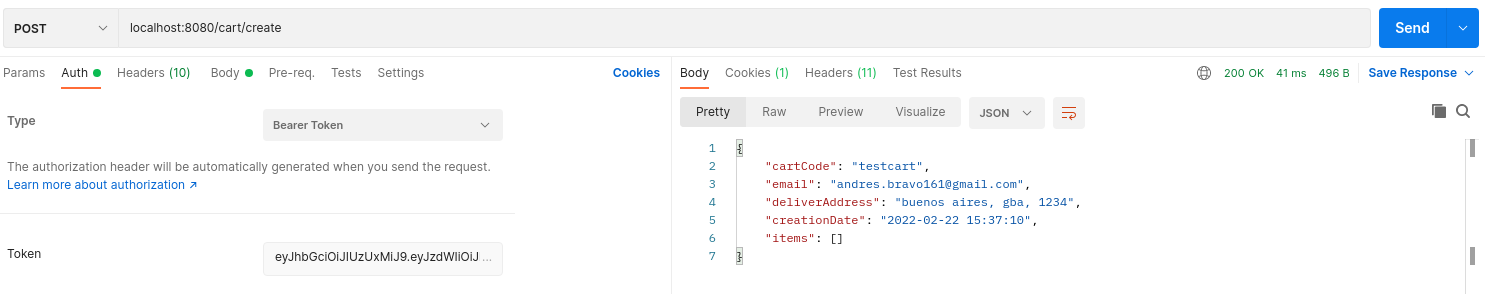 POST localhost:8080/cart/create Send
Params Auth Headers (10) Body Pre-req. Tests Settings Cookies
Type Bearer Token
The authorization header will be automatically generated when you send the request.
Learn more about authorization ↗
Token eyJhbGciOiJIUzUxMiJ9.eyJzdWIiOiJ...
Body Cookies (1) Headers (11) Test Results 200 OK 41 ms 496 B Save Response
Pretty Raw Preview Visualize JSON
1 {
2 "cartCode": "testcart",
3 "email": "andres.bravo161@gmail.com",
4 "deliverAddress": "buenos aires, gba, 1234",
5 "creationDate": "2022-02-22 15:37:10",
6 "items": []
7 }